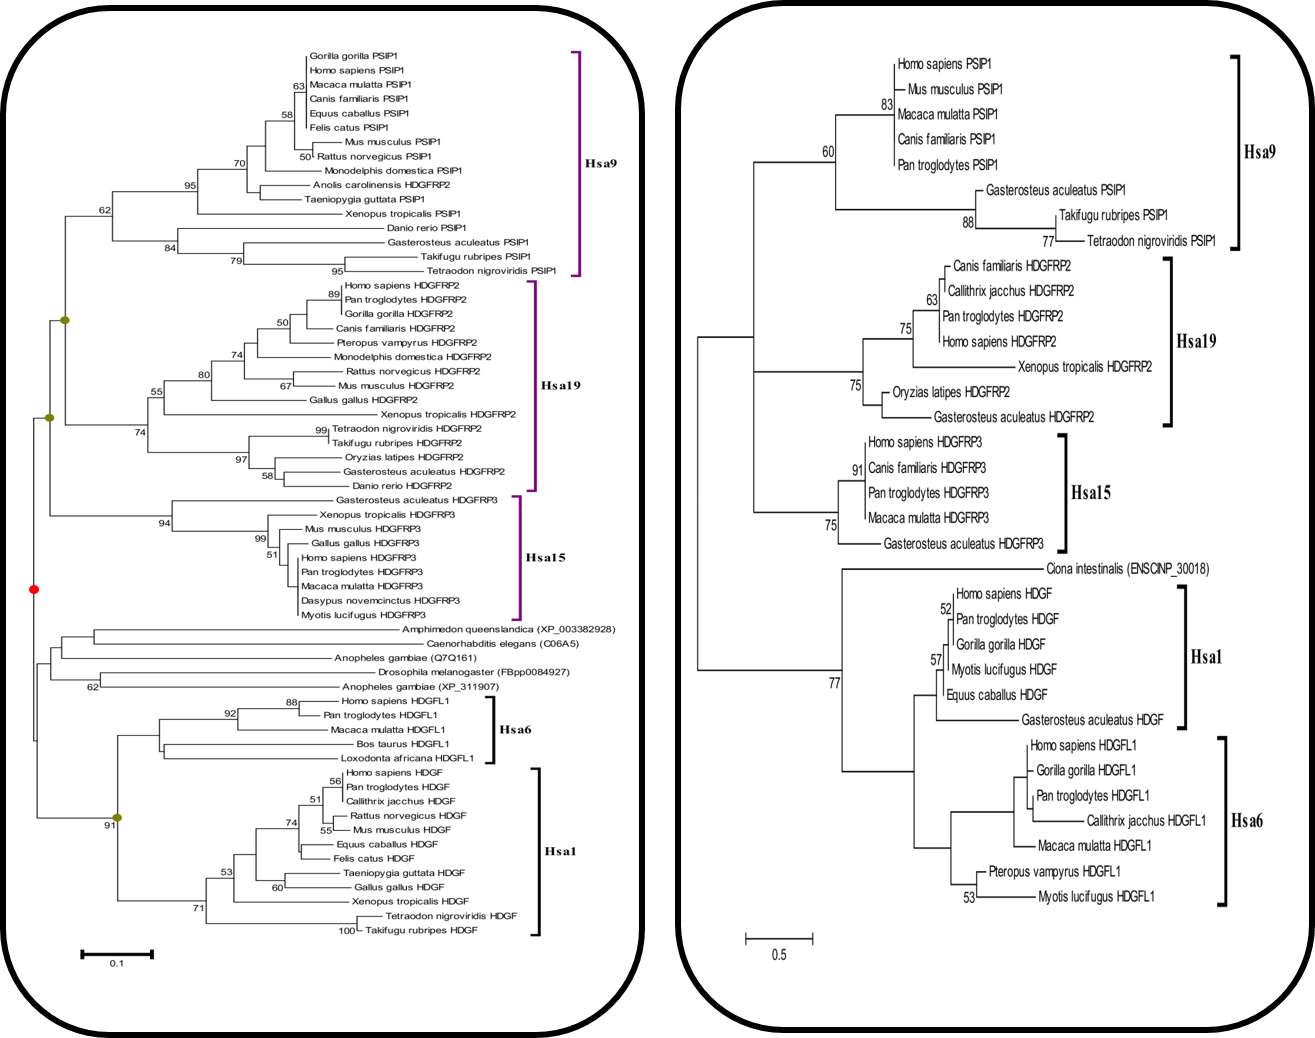 Gorilla gorilla PSIP1
Homo sapiens PSIP1
63
Macaca mulatta PSIP1
Canis familiaris PSIP1
58
Equus caballus PSIP1
Felis catus PSIP1
Mus musculus PSIP1
50
Rattus norvegicus PSIP1
70
Monodelphis domestica PSIP1
Hsa9
95
Anolis carolinensis HDGFRP2
Taeniopygia guttata PSIP1
62
Xenopus tropicalis PSIP1
Danio rerio PSIP1
84
Gasterosteus aculeatus PSIP1
79
Takifugu rubripes PSIP1
95
Tetraodon nigroviridis PSIP1
Homo sapiens HDGFRP2
89
Pan troglodytes HDGFRP2
Gorilla gorilla HDGFRP2
50
Canis familiaris HDGFRP2
Pteropus vampyrus HDGFRP2
74
Monodelphis domestica HDGFRP2
80
Rattus norvegicus HDGFRP2
67
Mus musculus HDGFRP2
Hsa19
55
Gallus gallus HDGFRP2
Xenopus tropicalis HDGFRP2
74
99
Tetraodon nigroviridis HDGFRP2
Takifugu rubripes HDGFRP2
97
Oryzias latipes HDGFRP2
58
Gasterosteus aculeatus HDGFRP2
Danio rerio HDGFRP2
Gasterosteus aculeatus HDGFRP3
94
Xenopus tropicalis HDGFRP3
Mus musculus HDGFRP3
99
Gallus gallus HDGFRP3
51
Homo sapiens HDGFRP3
Hsa15
Pan troglodytes HDGFRP3
Macaca mulatta HDGFRP3
Dasypus novemcinctus HDGFRP3
Myotis lucifugus HDGFRP3
Amphimedon queenslandica (XP_003382928)
Caenorhabditis elegans (C06A5)
Anopheles gambiae (Q7Q161)
Drosophila melanogaster (FBpp0084927)
62
Anopheles gambiae (XP_311907)
88
Homo sapiens HDGFL1
92
Pan troglodytes HDGFL1
Macaca mulatta HDGFL1
Hsa6
Bos taurus HDGFL1
Loxodonta africana HDGFL1
Homo sapiens HDGF
56
Pan troglodytes HDGF
51
Callithrix jacchus HDGF
Rattus norvegicus HDGF
74
55
Mus musculus HDGF
91
Equus caballus HDGF
Hsa1
Felis catus HDGF
53
Taeniopygia guttata HDGF
60
Gallus gallus HDGF
Xenopus tropicalis HDGF
71
Tetraodon nigroviridis HDGF
100
Takifugu rubripes HDGF
0.1
Homo sapiens PSIP1
Mus musculus PSIP1
83
Macaca mulatta PSIP1
Canis familiaris PSIP1
60
Hsa9
Pan troglodytes PSIP1
Gasterosteus aculeatus PSIP1
88
Takifugu rubripes PSIP1
77
Tetraodon nigroviridis PSIP1
Canis familiaris HDGFRP2
Callithrix jacchus HDGFRP2
63
Pan troglodytes HDGFRP2
75
Homo sapiens HDGFRP2
Hsa19
Xenopus tropicalis HDGFRP2
75
Oryzias latipes HDGFRP2
Gasterosteus aculeatus HDGFRP2
Homo sapiens HDGFRP3
91
Canis familiaris HDGFRP3
Pan troglodytes HDGFRP3
Hsa15
Macaca mulatta HDGFRP3
75
Gasterosteus aculeatus HDGFRP3
Ciona intestinalis (ENSCINP_30018)
Homo sapiens HDGF
52
Pan troglodytes HDGF
Gorilla gorilla HDGF
57
Myotis lucifugus HDGF
Hsa1
77
Equus caballus HDGF
Gasterosteus aculeatus HDGF
Homo sapiens HDGFL1
Gorilla gorilla HDGFL1
Pan troglodytes HDGFL1
Callithrix jacchus HDGFL1
Hsa6
Macaca mulatta HDGFL1
Pteropus vampyrus HDGFL1
53
Myotis lucifugus HDGFL1
0.5